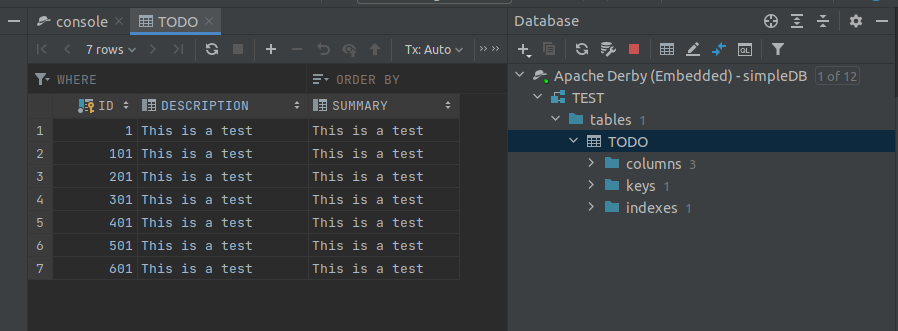 console
TODO
7 rows
Tx: Auto
WHERE
ORDER BY
ID DESCRIPTION SUMMARY
1 1 This is a test This is a test
2 101 This is a test This is a test
3 201 This is a test This is a test
4 301 This is a test This is a test
5 401 This is a test This is a test
6 501 This is a test This is a test
7 601 This is a test This is a test
Database
QL
Apache Derby (Embedded) - simpleDB 1 of 12
TEST
tables 1
TODO
columns 3
keys 1
indexes 1